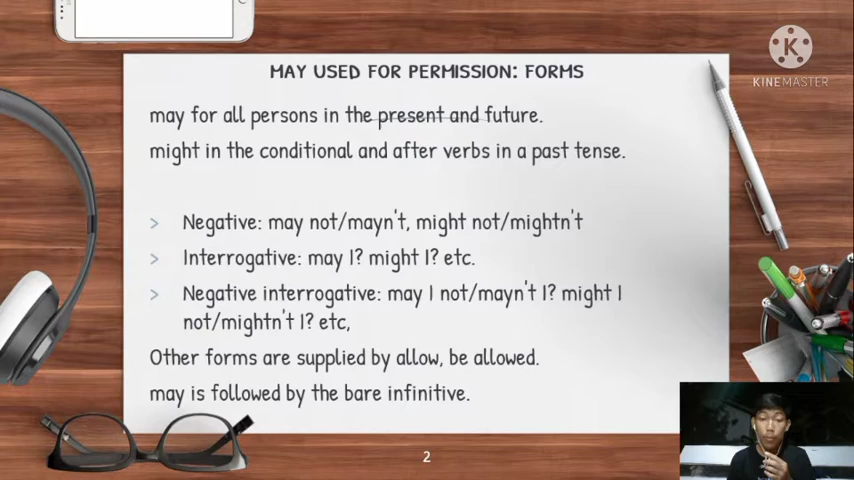 K
KINEMASTER
MAY USED FOR PERMISSION: FORMS
may for all persons in the present and future.
might in the conditional and after verbs in a past tense.
> Negative: may not/mayn't, might not/mightn't
> Interrogative: may I? might I? etc.
> Negative interrogative: may I not/mayn't I? might I
not/mightn't I? etc,
Other forms are supplied by allow, be allowed.
may is followed by the bare infinitive.
2